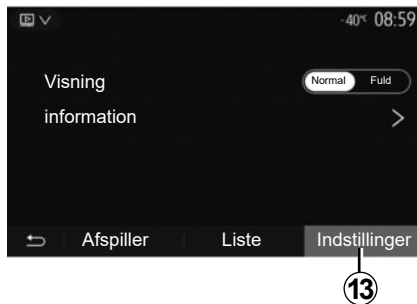 -40°C 08:59
Visning Normal Fuld
information
Afspiller Liste Indstillinger
13